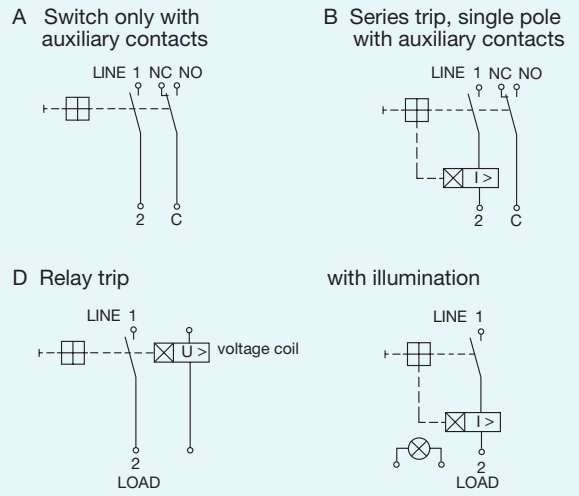 A Switch only with
auxiliary contacts
LINE 1 NC NO
2 C
B Series trip, single pole
with auxiliary contacts
LINE 1 NC NO
I >
2 C
D Relay trip
LINE 1
U >
voltage coil
2
LOAD
with illumination
LINE 1
I >
2
LOAD